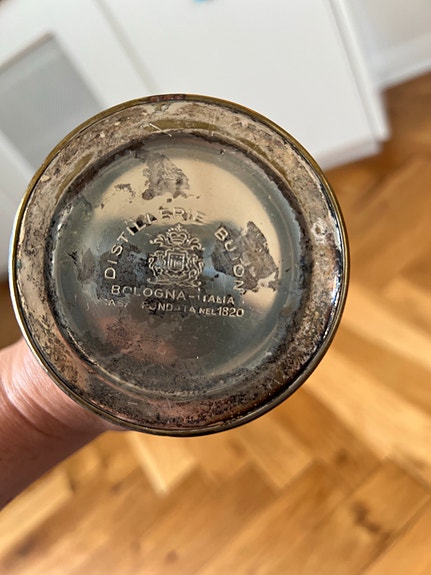 DISTILLERIE BUTON
BOLOGNA-ITALIA
CASA FONDATA NEL 1820